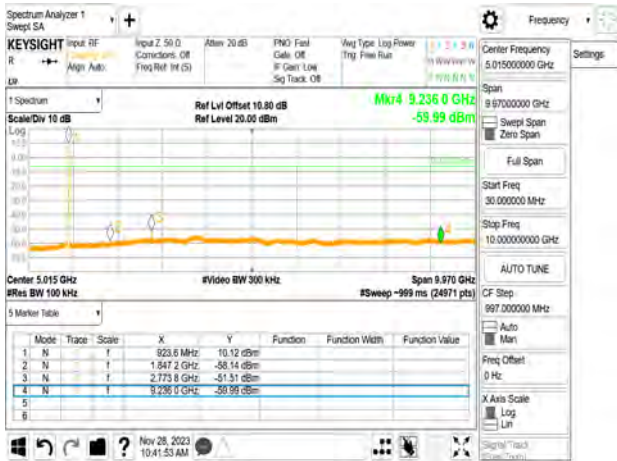 Spectrum Analyzer 1
Swept SA
+
Frequency
KEYSIGHT
Input: RF
Align: Auto
Input Z: 50 Ω
Corrections: Off
Freq Ref: Int (S)
Atten: 20 dB
PNO: Fast
Gate: Off
IF Gain: Low
Sig Track: Off
Avg Type: Log Power
Trig: Free Run
Settings
Center Frequency
5.015000000 GHz
Span
9.97000000 GHz
Swept Span
Zero Span
Full Span
Start Freq
30.000000 MHz
Stop Freq
10.000000000 GHz
AUTO TUNE
CF Step
997.000000 MHz
Auto
Man
Freq Offset
0 Hz
X Axis Scale
Log
Lin
Signal Track
1 Spectrum
Scale/Div 10 dB
Log
Ref Lvl Offset 10.80 dB
Ref Level 20.00 dBm
Mkr4 9.236 0 GHz
-59.99 dBm
Center 5.015 GHz
#Res BW 100 kHz
#Video BW 300 kHz
Span 9.970 GHz
#Sweep ~999 ms (24971 pts)
5 Marker Table
Mode Trace Scale X Y Function Function Width Function Value
1 N f 923.6 MHz 10.12 dBm
2 N f 1.847 2 GHz -58.14 dBm
3 N f 2.773 8 GHz -51.51 dBm
4 N f 9.236 0 GHz -59.99 dBm
5
6
?
Nov 28, 2023
10:41:53 AM